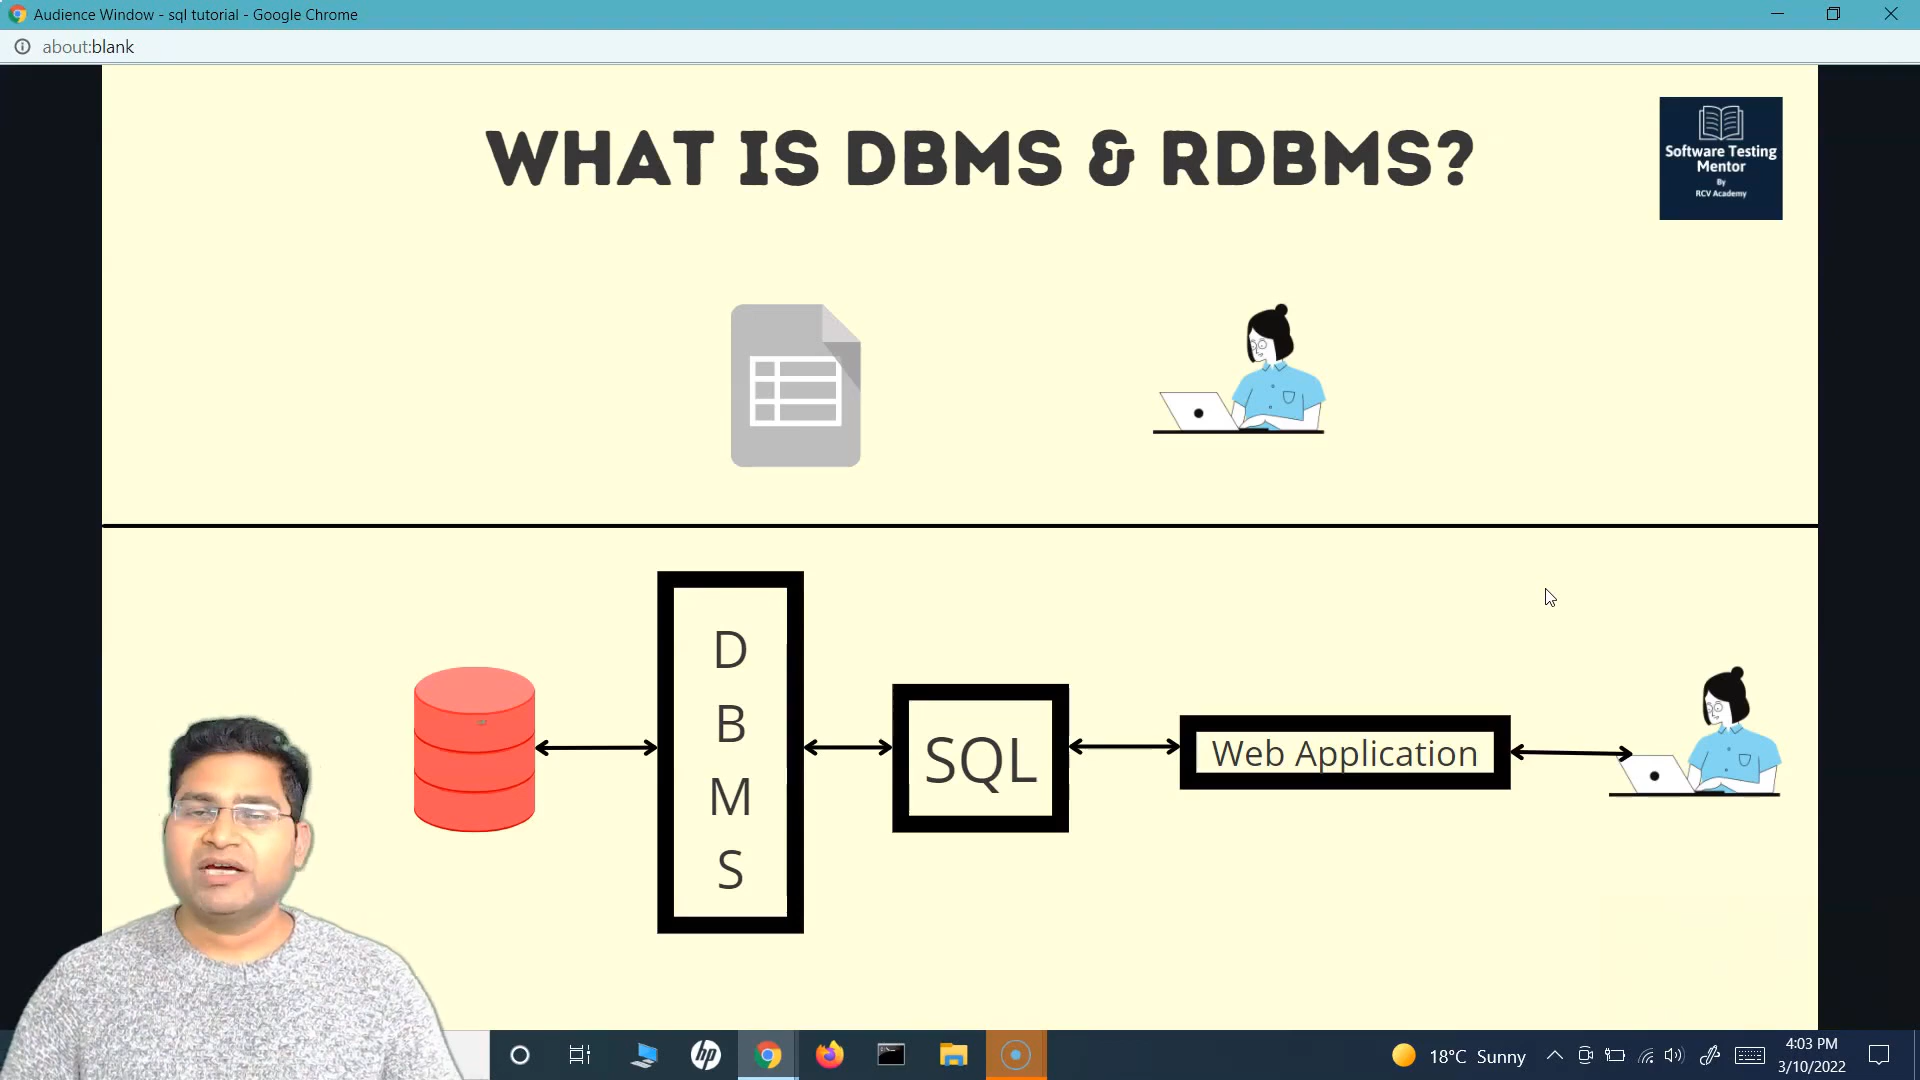 Audience Window - sql tutorial - Google Chrome
about:blank
WHAT IS DBMS & RDBMS?
Software Testing
Mentor
By
RCV Academy
D
B
M
S
SQL
Web Application
hp
18°C Sunny
4:03 PM
3/10/2022